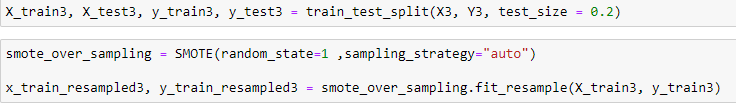 X_train3, X_test3, y_train3, y_test3 = train_test_split(X3, Y3, test_size = 0.2)
smote_over_sampling = SMOTE(random_state=1 ,sampling_strategy="auto")
x_train_resampled3, y_train_resampled3 = smote_over_sampling.fit_resample(X_train3, y_train3)